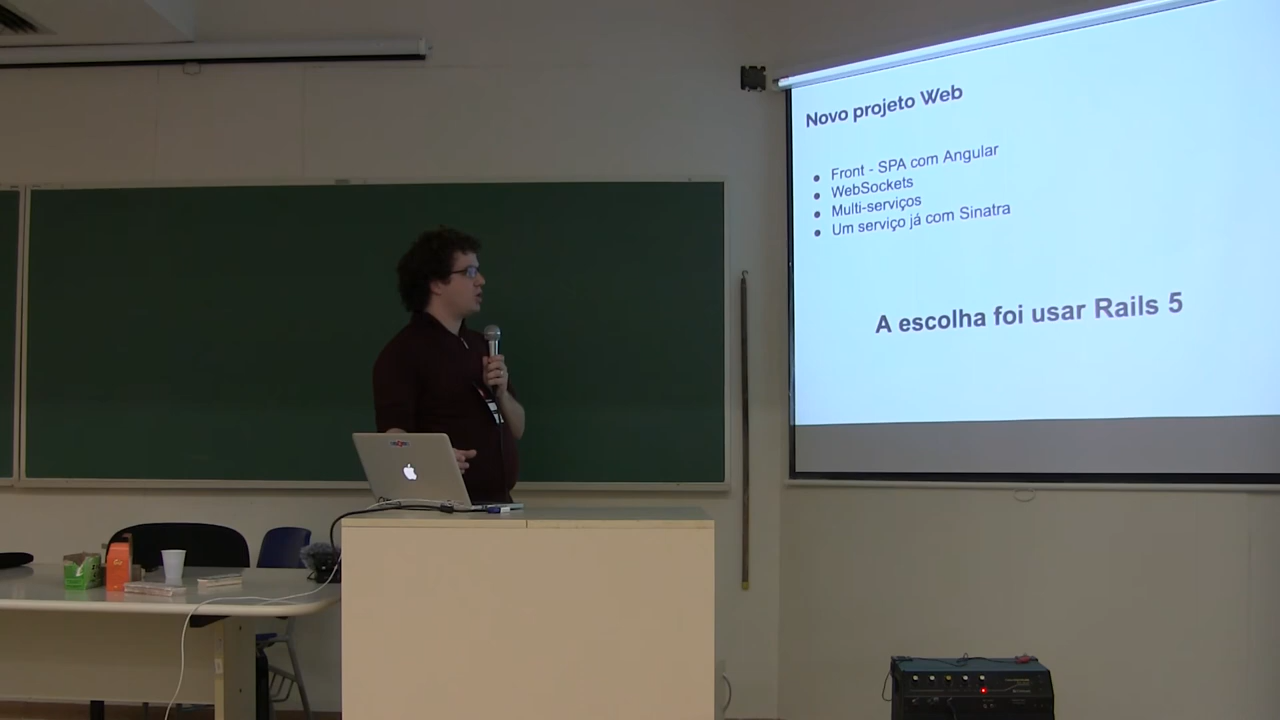 Novo projeto Web
Front - SPA com Angular
WebSockets
Multi-serviços
Um serviço já com Sinatra
A escolha foi usar Rails 5